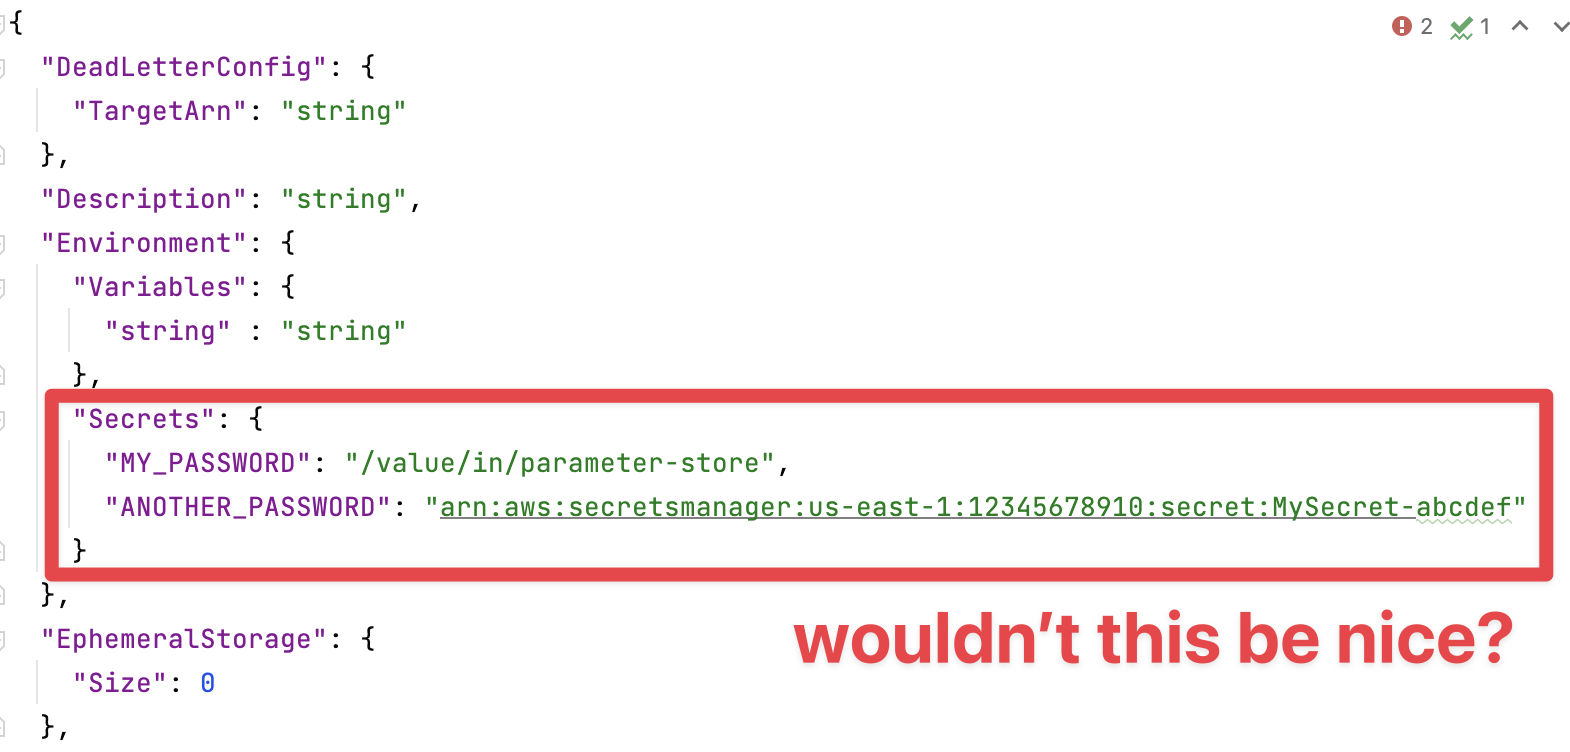 {
2 1
"DeadLetterConfig": {
"TargetArn": "string"
},
"Description": "string",
"Environment": {
"Variables": {
"string" : "string"
},
"Secrets": {
"MY_PASSWORD": "/value/in/parameter-store",
"ANOTHER_PASSWORD": "arn:aws:secretsmanager:us-east-1:12345678910:secret:MySecret-abcdef"
}
},
"EphemeralStorage": {
"Size": 0
},
wouldn’t this be nice?